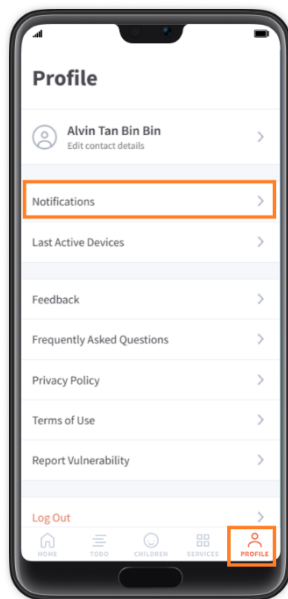 Profile
Alvin Tan Bin Bin
Edit contact details
Notifications
Last Active Devices
Feedback
Frequently Asked Questions
Privacy Policy
Terms of Use
Report Vulnerability
Log Out
HOME TODO CHILDREN SERVICES PROFILE